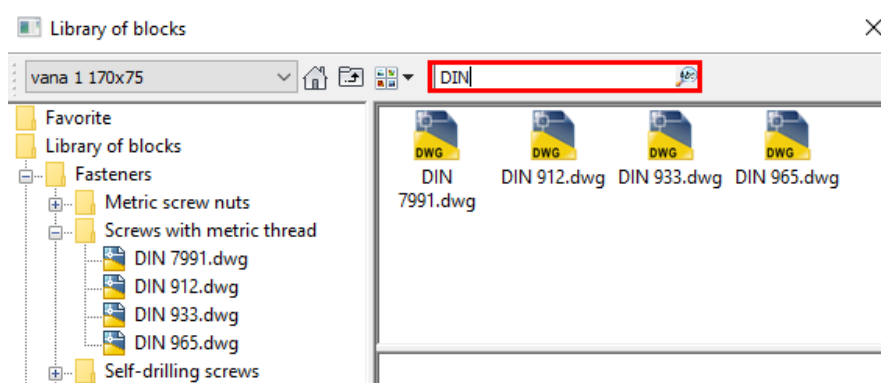 Library of blocks
vana 1 170x75
DIN
Favorite
Library of blocks
Fasteners
Metric screw nuts
Screws with metric thread
DIN 7991.dwg
DIN 912.dwg
DIN 933.dwg
DIN 965.dwg
Self-drilling screws
DWG DWG DWG DWG
DIN DIN 912.dwg DIN 933.dwg DIN 965.dwg
7991.dwg